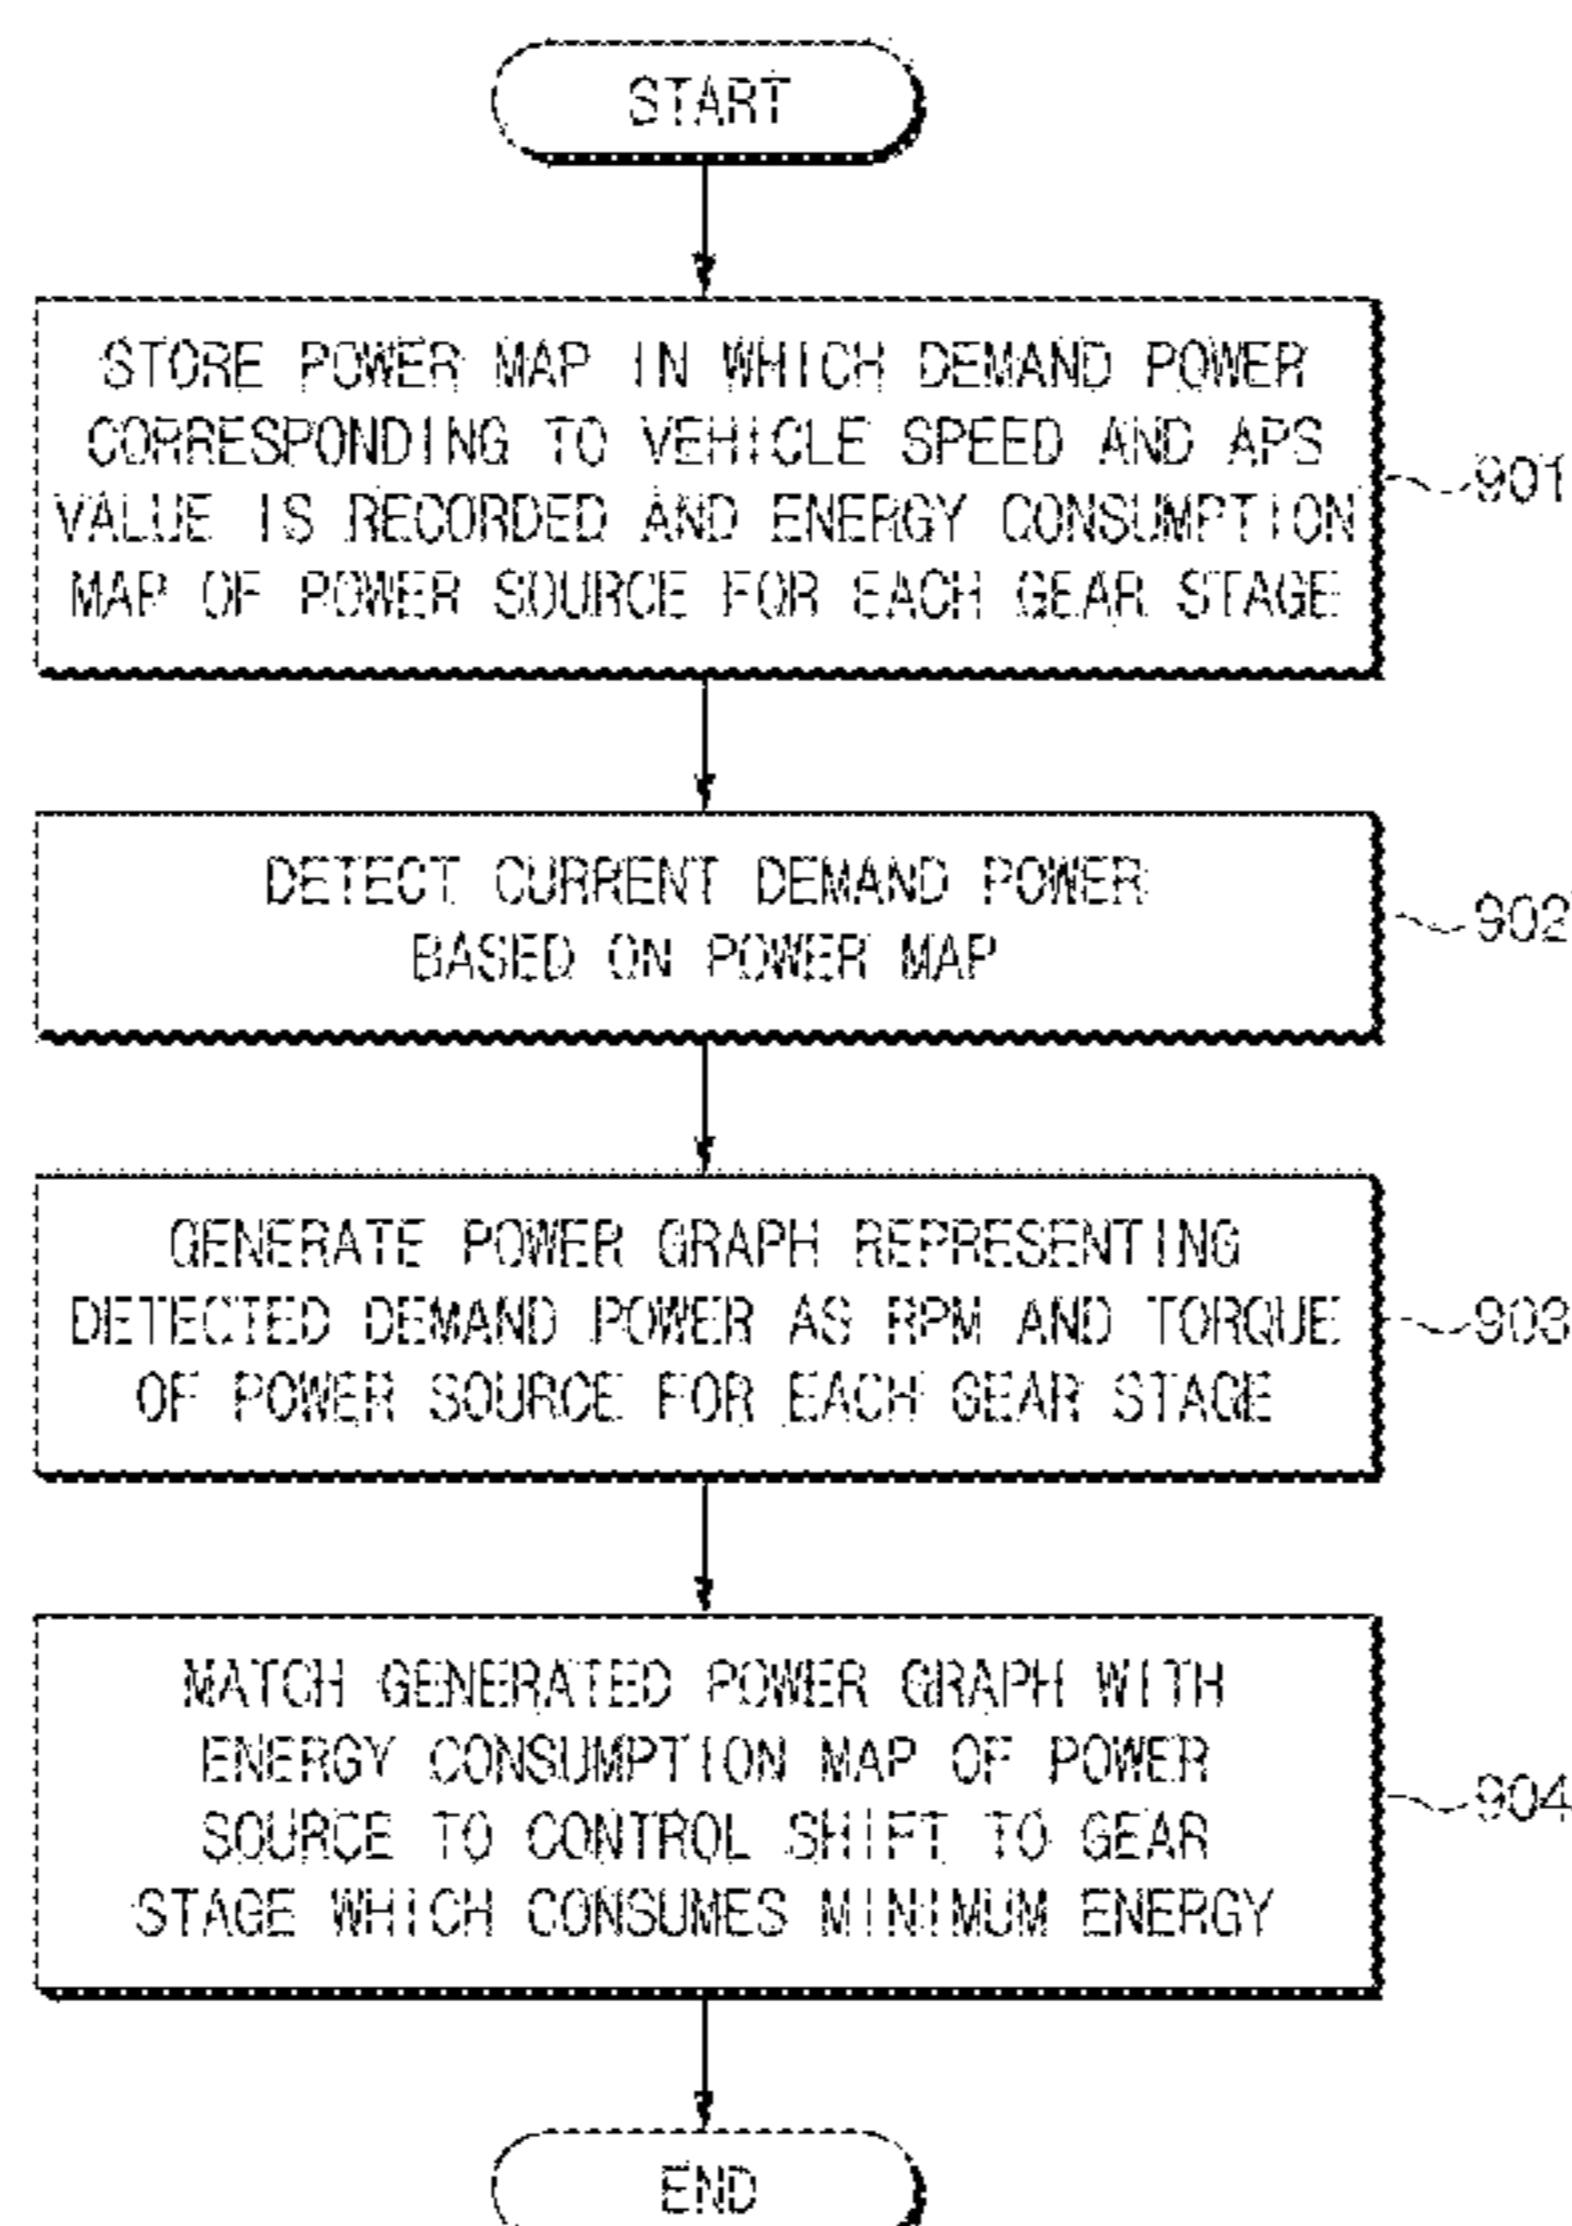 START
STORE POWER MAP IN WHICH DEMAND POWER
CORRESPONDING TO VEHICLE SPEED AND APS
VALUE IS RECORDED AND ENERGY CONSUMPTION
MAP OF POWER SOURCE FOR EACH GEAR STAGE
901
DETECT CURRENT DEMAND POWER
BASED ON POWER MAP
902
GENERATE POWER GRAPH REPRESENTING
DETECTED DEMAND POWER AS RPM AND TORQUE
OF POWER SOURCE FOR EACH GEAR STAGE
903
MATCH GENERATED POWER GRAPH WITH
ENERGY CONSUMPTION MAP OF POWER
SOURCE TO CONTROL SHIFT TO GEAR
STAGE WHICH CONSUMES MINIMUM ENERGY
904
END